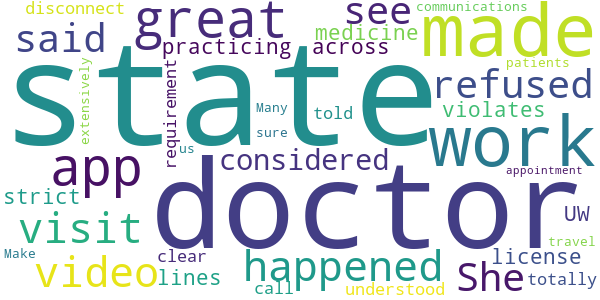 disconnect
great
see
communications
made
said
practicing
across
medicine
patients
state
extensively
requirement
Many
told
refused
violates
sure
us
work
app
considered
doctor
appointment
strict
visit
UW
travel
Make
video
clear
lines
happened
call
She
understood
license
totally